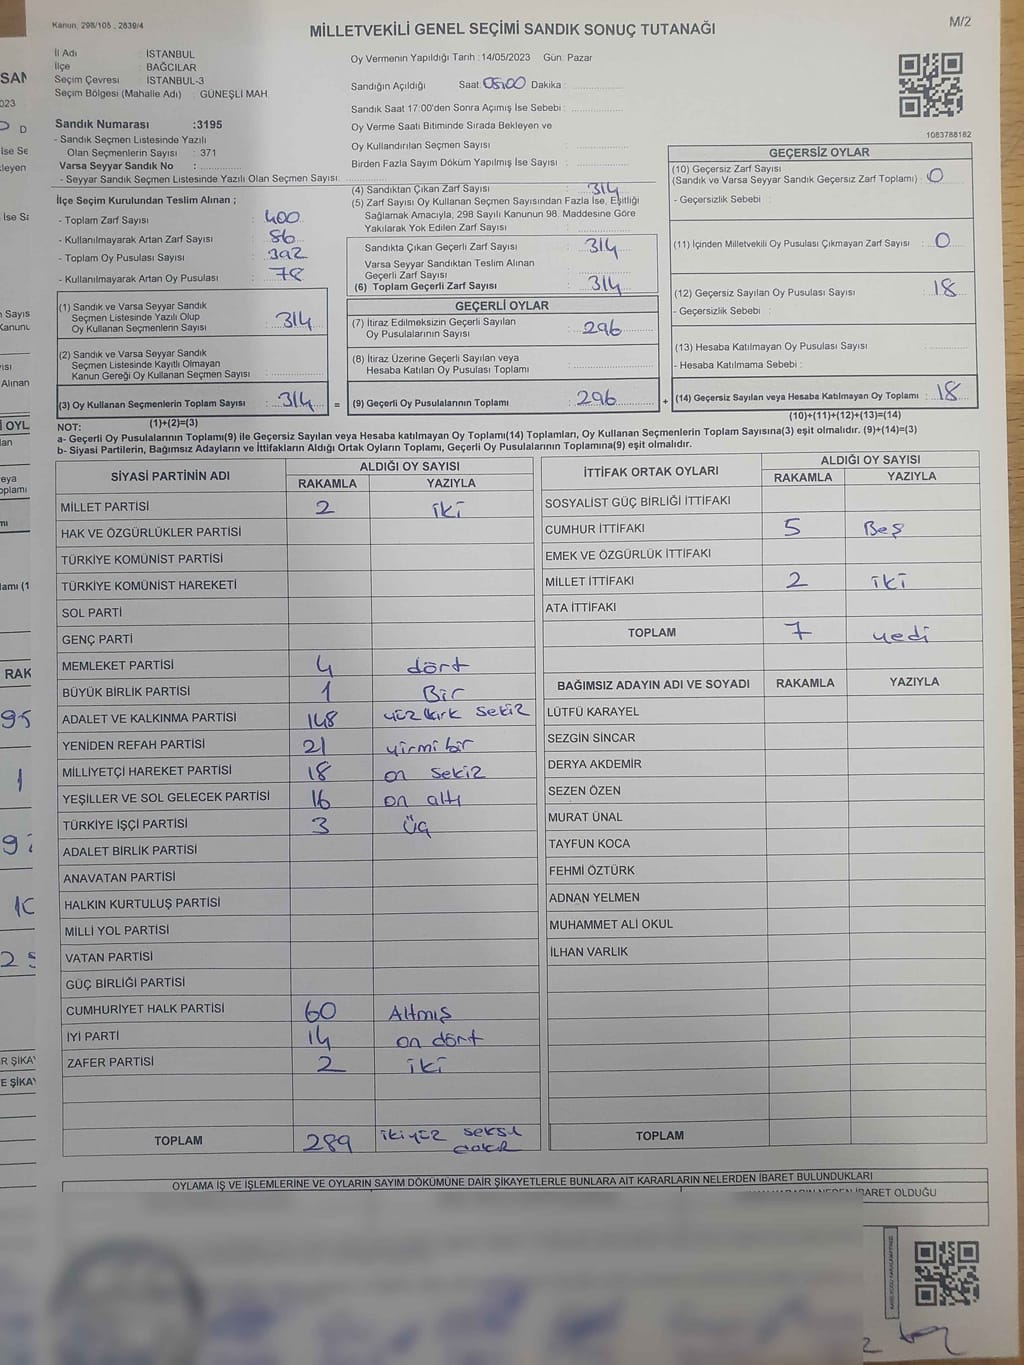 Kanun, 298/105 , 2839/4
MİLLETVEKİLİ GENEL SEÇİMİ SANDIK SONUÇ TUTANAĞI
M/2
İl Adı : İSTANBUL
İlçe : BAĞCILAR
Seçim Çevresi : İSTANBUL-3
Seçim Bölgesi (Mahalle Adı) : GÜNEŞLİ MAH
Sandık Numarası :3195
- Sandık Seçmen Listesinde Yazılı
Olan Seçmenlerin Sayısı : 371
Varsa Seyyar Sandık No :
- Seyyar Sandık Seçmen Listesinde Yazılı Olan Seçmen Sayısı:
Oy Vermenin Yapıldığı Tarih :14/05/2023 Gün: Pazar
Sandığın Açıldığı Saat: Dakika :
Sandık Saat 17:00'den Sonra Açımış İse Sebebi :
Oy Verme Saati Bitiminde Sırada Bekleyen ve
Oy Kullandırılan Seçmen Sayısı :
Birden Fazla Sayım Döküm Yapılmış İse Sayısı :
1083788182
İlçe Seçim Kurulundan Teslim Alınan ;
- Toplam Zarf Sayısı : 400
- Kullanılmayarak Artan Zarf Sayısı : 86
- Toplam Oy Pusulası Sayısı : 392
- Kullanılmayarak Artan Oy Pusulası : 78
(4) Sandıktan Çıkan Zarf Sayısı : 314
(5) Zarf Sayısı Oy Kullanan Seçmen Sayısından Fazla İse, Eşitliği
Sağlamak Amacıyla, 298 Sayılı Kanunun 98. Maddesine Göre
Yakılarak Yok Edilen Zarf Sayısı :
Sandıkta Çıkan Geçerli Zarf Sayısı : 314
Varsa Seyyar Sandıktan Teslim Alınan
Geçerli Zarf Sayısı :
(6) Toplam Geçerli Zarf Sayısı : 314
GEÇERSİZ OYLAR
(10) Geçersiz Zarf Sayısı
(Sandık ve Varsa Seyyar Sandık Geçersiz Zarf Toplamı) : 0
- Geçersizlik Sebebi :
(11) İçinden Milletvekili Oy Pusulası Çıkmayan Zarf Sayısı : 0
(12) Geçersiz Sayılan Oy Pusulası Sayısı : 18
- Geçersizlik Sebebi :
(13) Hesaba Katılmayan Oy Pusulası Sayısı :
- Hesaba Katılmama Sebebi :
(14) Geçersiz Sayılan veya Hesaba Katılmayan Oy Toplamı : 18
(10)+(11)+(12)+(13)=(14)
(1) Sandık ve Varsa Seyyar Sandık
Seçmen Listesinde Yazılı Olup
Oy Kullanan Seçmenlerin Sayısı : 314
(2) Sandık ve Varsa Seyyar Sandık
Seçmen Listesinde Kayıtlı Olmayan
Kanun Gereği Oy Kullanan Seçmen Sayısı :
(3) Oy Kullanan Seçmenlerin Toplam Sayısı : 314 =
(1)+(2)=(3)
GEÇERLİ OYLAR
(7) İtiraz Edilmeksizin Geçerli Sayılan
Oy Pusulalarının Sayısı : 296
(8) İtiraz Üzerine Geçerli Sayılan veya
Hesaba Katılan Oy Pusulası Toplamı :
(9) Geçerli Oy Pusulalarının Toplamı : 296 +
NOT:
a- Geçerli Oy Pusulalarının Toplamı(9) ile Geçersiz Sayılan veya Hesaba katılmayan Oy Toplamı(14) Toplamları, Oy Kullanan Seçmenlerin Toplam Sayısına(3) eşit olmalıdır. (9)+(14)=(3)
b- Siyasi Partilerin, Bağımsız Adayların ve İttifakların Aldığı Ortak Oyların Toplamı, Geçerli Oy Pusulalarının Toplamına(9) eşit olmalıdır.
SİYASİ PARTİNİN ADI ALDIĞI OY SAYISI
RAKAMLA YAZIYLA
MİLLET PARTİSİ 2 iki
HAK VE ÖZGÜRLÜKLER PARTİSİ
TÜRKİYE KOMÜNİST PARTİSİ
TÜRKİYE KOMÜNİST HAREKETİ
SOL PARTİ
GENÇ PARTİ
MEMLEKET PARTİSİ 4 dört
BÜYÜK BİRLİK PARTİSİ 1 Bir
ADALET VE KALKINMA PARTİSİ 148 yüz kırk sekiz
YENİDEN REFAH PARTİSİ 21 yirmi bir
MİLLİYETÇİ HAREKET PARTİSİ 18 on sekiz
YEŞİLLER VE SOL GELECEK PARTİSİ 16 on altı
TÜRKİYE İŞÇİ PARTİSİ 3 üç
ADALET BİRLİK PARTİSİ
ANAVATAN PARTİSİ
HALKIN KURTULUŞ PARTİSİ
MİLLİ YOL PARTİSİ
VATAN PARTİSİ
GÜÇ BİRLİĞİ PARTİSİ
CUMHURİYET HALK PARTİSİ 60 Altmış
İYİ PARTİ 14 on dört
ZAFER PARTİSİ 2 iki
TOPLAM 289 ikiyüz
İTTİFAK ORTAK OYLARI ALDIĞI OY SAYISI
RAKAMLA YAZIYLA
SOSYALİST GÜÇ BİRLİĞİ İTTİFAKI
CUMHUR İTTİFAKI 5 Beş
EMEK VE ÖZGÜRLÜK İTTİFAKI
MİLLET İTTİFAKI 2 iki
ATA İTTİFAKI
TOPLAM 7 yedi
BAĞIMSIZ ADAYIN ADI VE SOYADI RAKAMLA YAZIYLA
LÜTFÜ KARAYEL
SEZGİN SİNCAR
DERYA AKDEMİR
SEZEN ÖZEN
MURAT ÜNAL
TAYFUN KOCA
FEHMİ ÖZTÜRK
ADNAN YELMEN
MUHAMMET ALİ OKUL
İLHAN VARLIK
TOPLAM
OYLAMA İŞ VE İŞLEMLERİNE VE OYLARIN SAYIM DÖKÜMÜNE DAİR ŞİKAYETLERLE BUNLARA AİT KARARLARIN NELERDEN İBARET BULUNDUKLARI
İBARET OLDUĞU